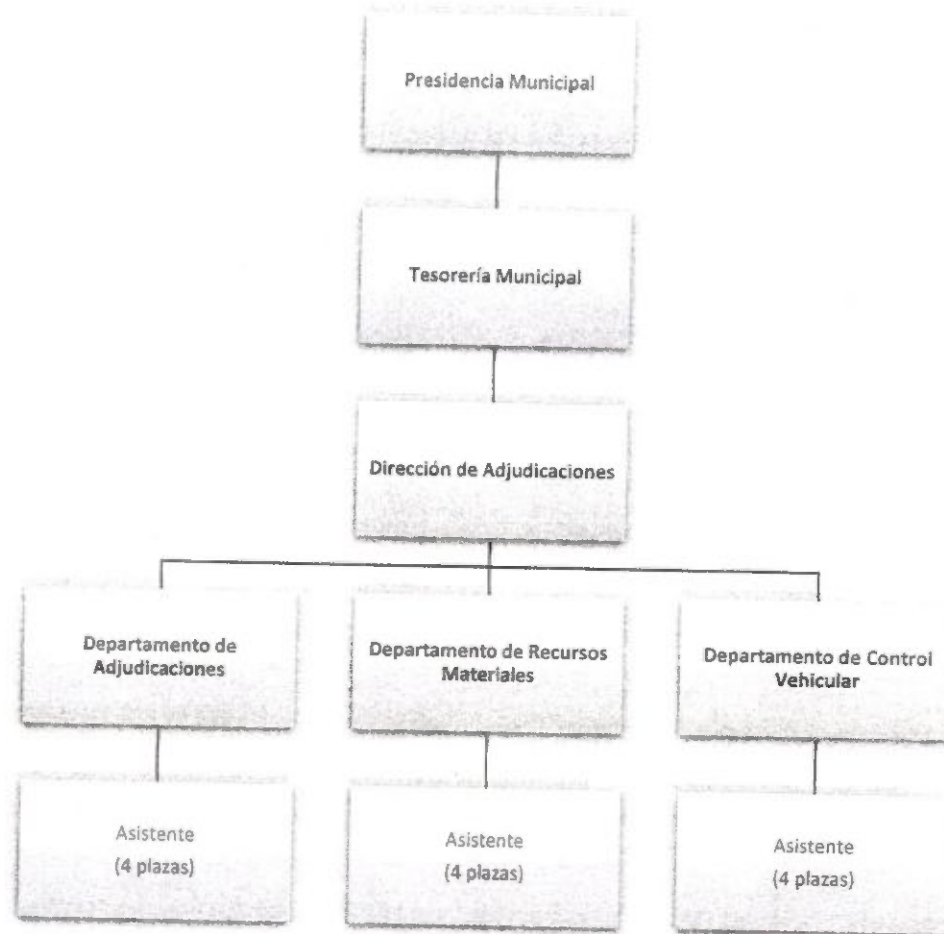 Presidencia Municipal
Tesorería Municipal
Dirección de Adjudicaciones
Departamento de
Adjudicaciones
Departamento de Recursos
Materiales
Departamento de Control
Vehicular
Asistente
(4 plazas)
Asistente
(4 plazas)
Asistente
(4 plazas)